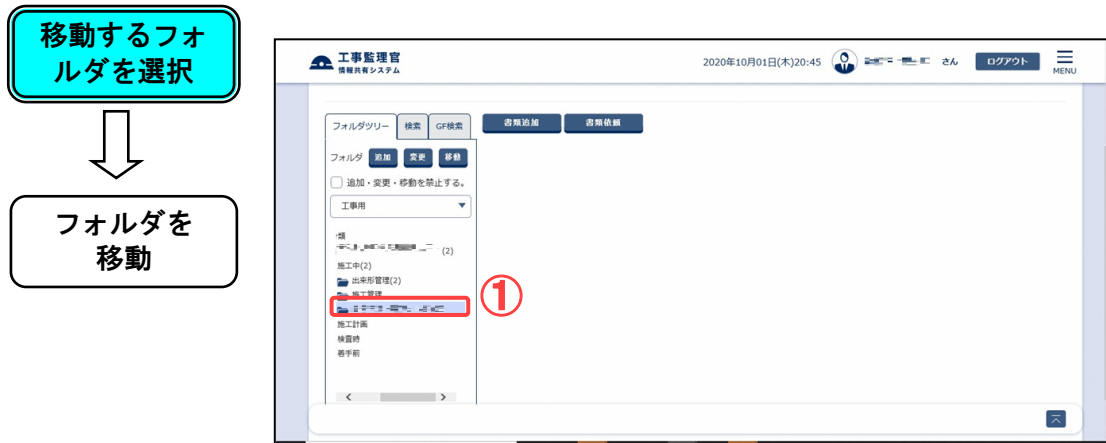 移動するフォ
ルダを選択
フォルダを
移動
工事監理官
情報共有システム
2020年10月01日(木)20:45
さん
ログアウト
MENU
フォルダツリー
検索
GF検索
書類追加
書類依頼
フォルダ
追加
変更
移動
追加・変更・移動を禁止する。
工事用
類
(2)
施工中(2)
出来形管理(2)
施工管理
①
施工計画
検査時
着手前